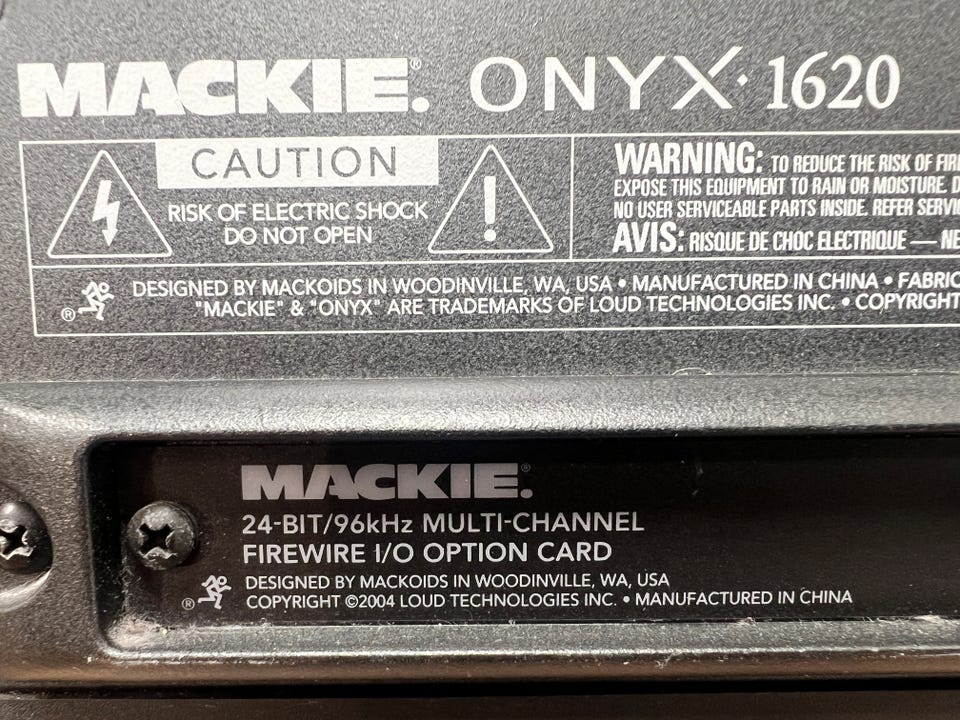 MACKIE® ONYX·1620
CAUTION
RISK OF ELECTRIC SHOCK
DO NOT OPEN
WARNING: TO REDUCE THE RISK OF
EXPOSE THIS EQUIPMENT TO RAIN OR MOISTURE.
NO USER SERVICEABLE PARTS INSIDE. REFER
AVIS: RISQUE DE CHOC ELECTRIQUE —
® DESIGNED BY MACKOIDS IN WOODINVILLE, WA, USA • MANUFACTURED IN CHINA •
"MACKIE" & "ONYX" ARE TRADEMARKS OF LOUD TECHNOLOGIES INC. • COPYRIGHT
MACKIE®
24-BIT/96kHz MULTI-CHANNEL
FIREWIRE I/O OPTION CARD
® DESIGNED BY MACKOIDS IN WOODINVILLE, WA, USA
COPYRIGHT ©2004 LOUD TECHNOLOGIES INC. • MANUFACTURED IN CHINA